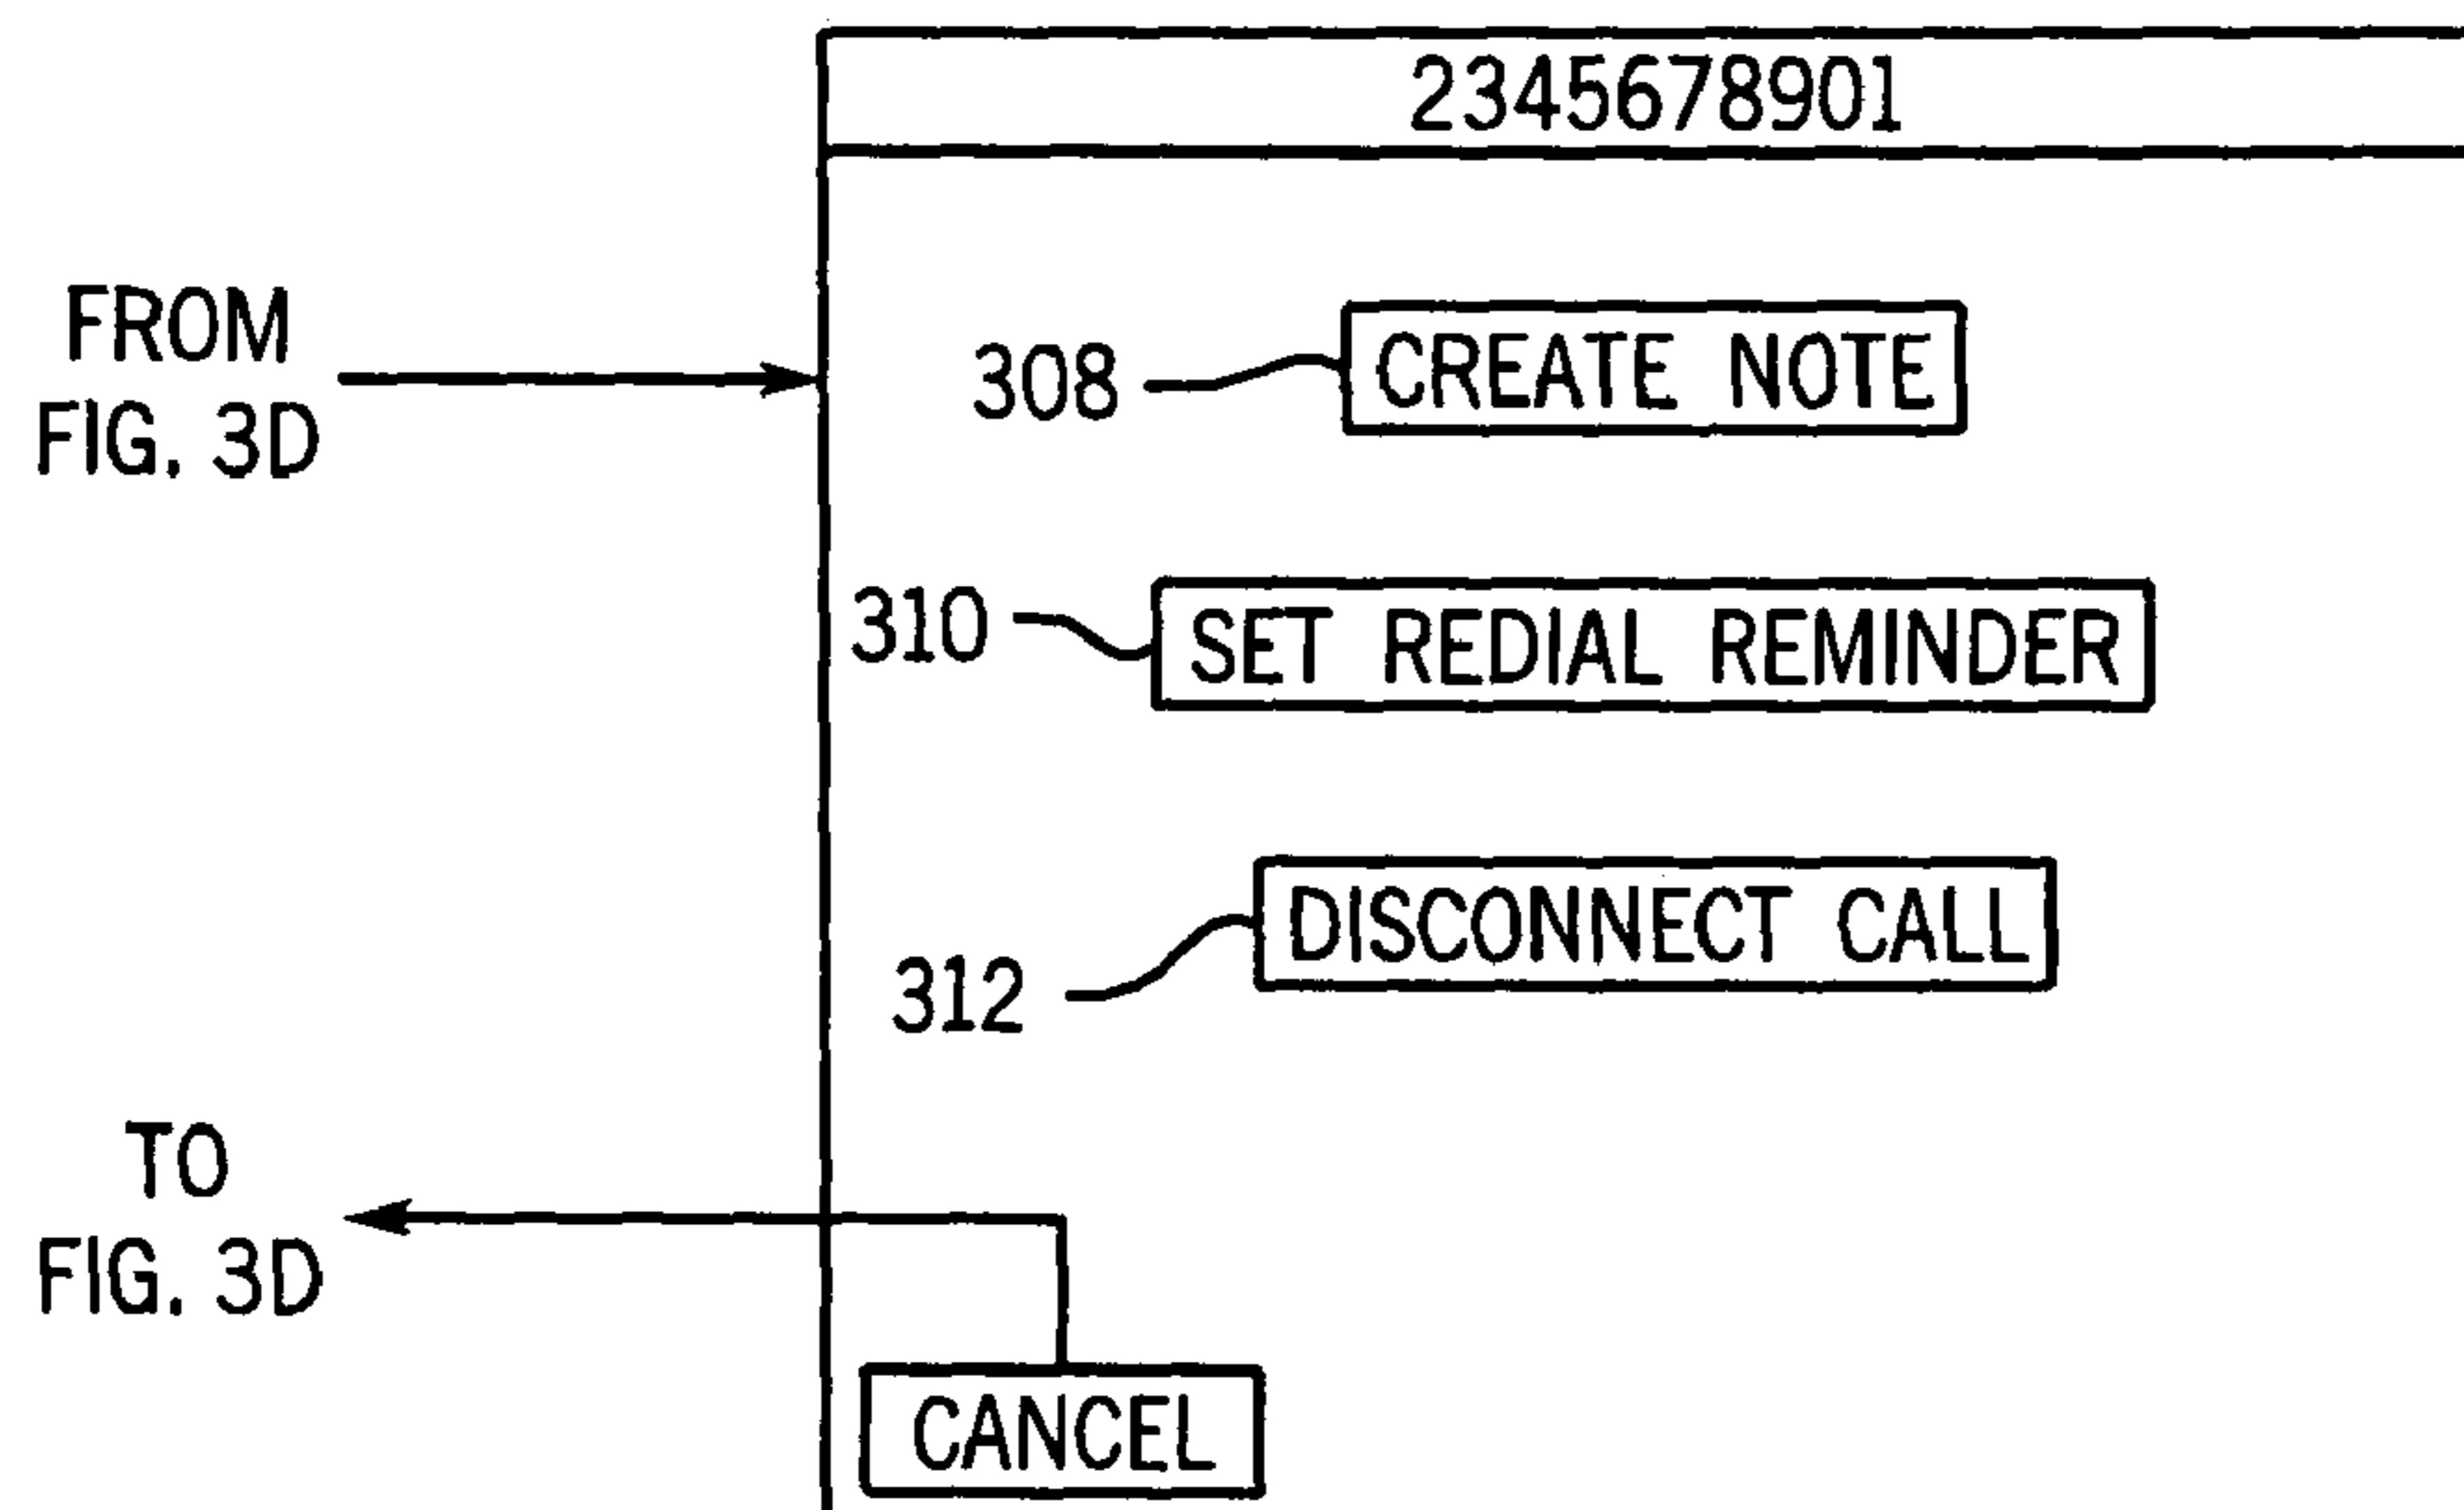 2345678901
FROM
FIG. 3D
308
CREATE NOTE
310
SET REDIAL REMINDER
312
DISCONNECT CALL
TO
FIG. 3D
CANCEL